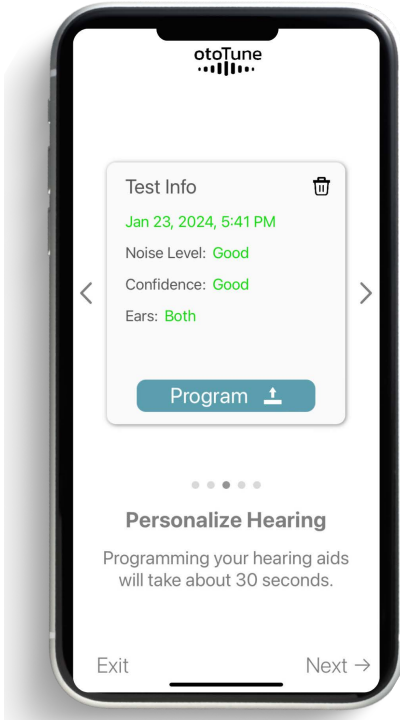 otoTune
Test Info
Jan 23, 2024, 5:41 PM
Noise Level: Good
Confidence: Good
Ears: Both
Program
Personalize Hearing
Programming your hearing aids
will take about 30 seconds.
Exit
Next →